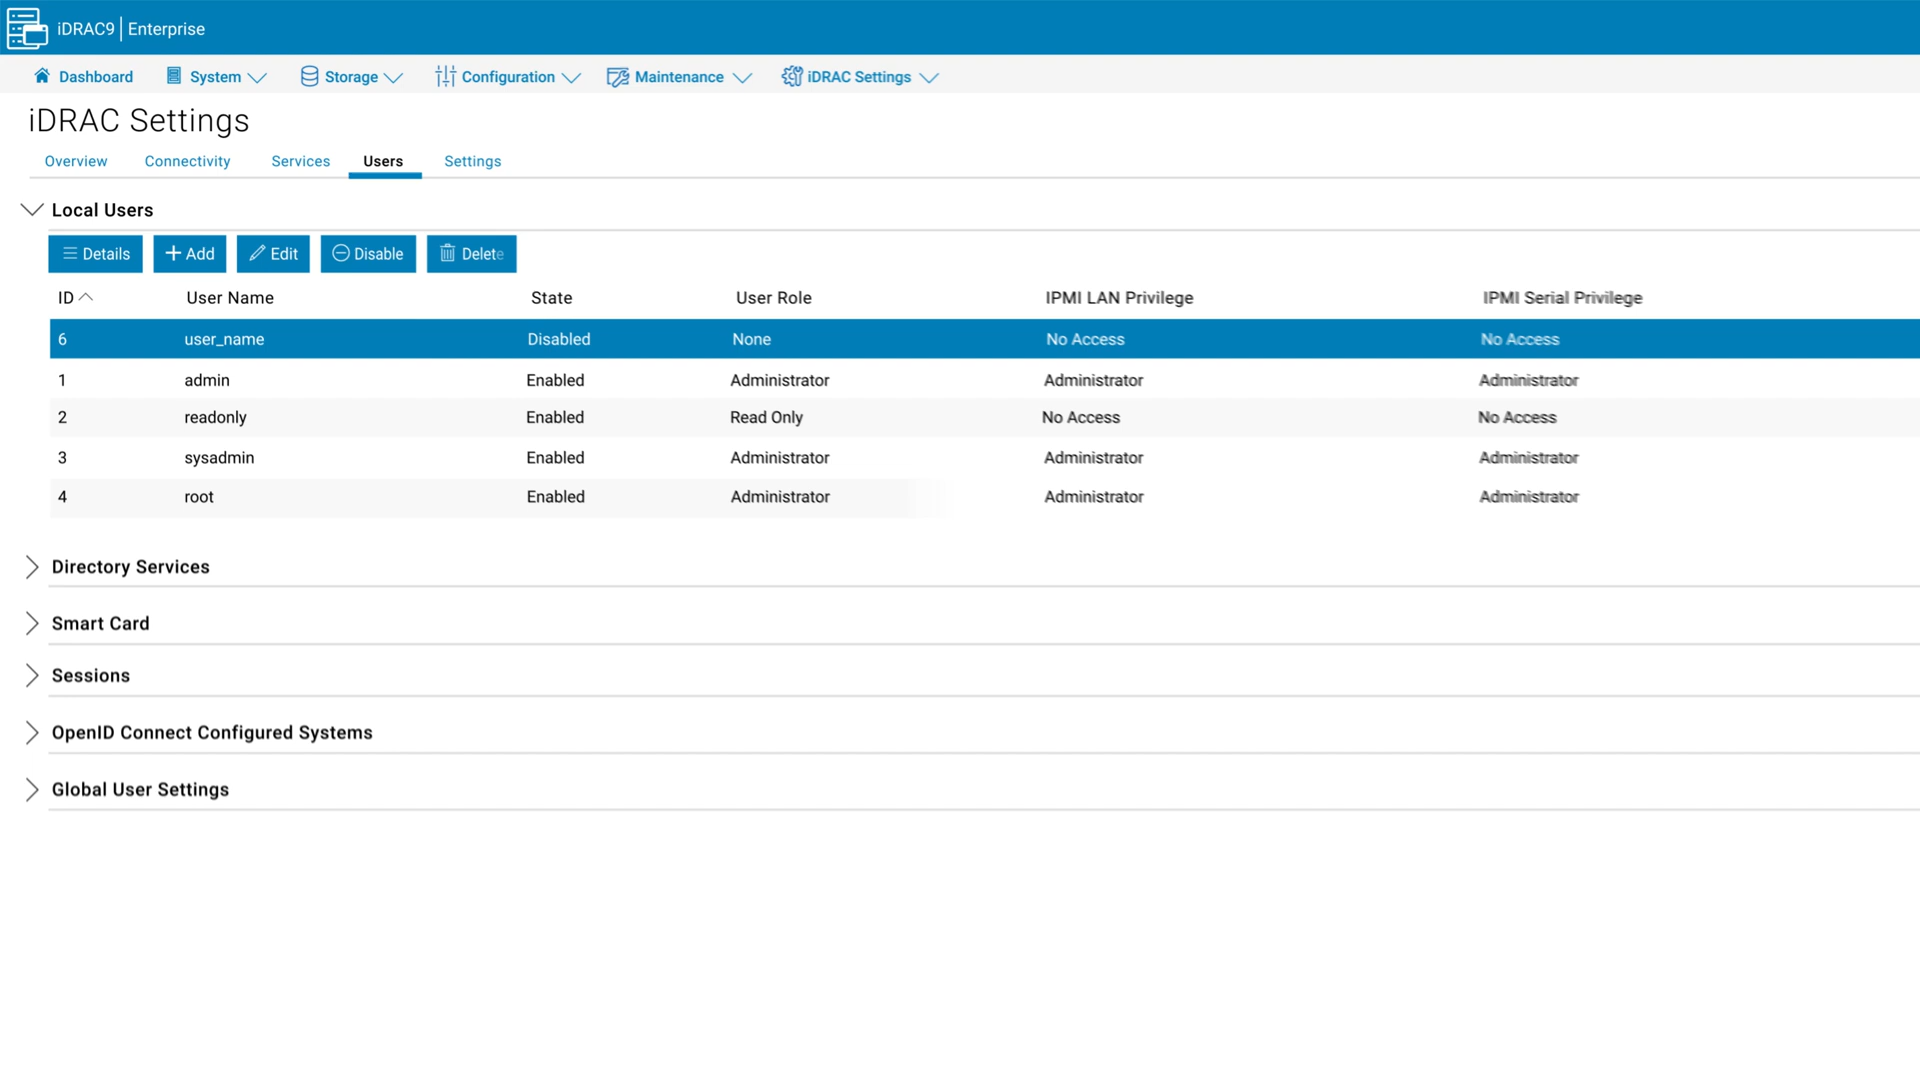 iDRAC9 | Enterprise
Dashboard System Storage Configuration Maintenance iDRAC Settings
iDRAC Settings
Overview Connectivity Services Users Settings
Local Users
Details Add Edit Disable Delete
ID User Name State User Role IPMI LAN Privilege IPMI Serial Privilege
6 user_name Disabled None No Access No Access
1 admin Enabled Administrator Administrator Administrator
2 readonly Enabled Read Only No Access No Access
3 sysadmin Enabled Administrator Administrator Administrator
4 root Enabled Administrator Administrator Administrator
Directory Services
Smart Card
Sessions
OpenID Connect Configured Systems
Global User Settings